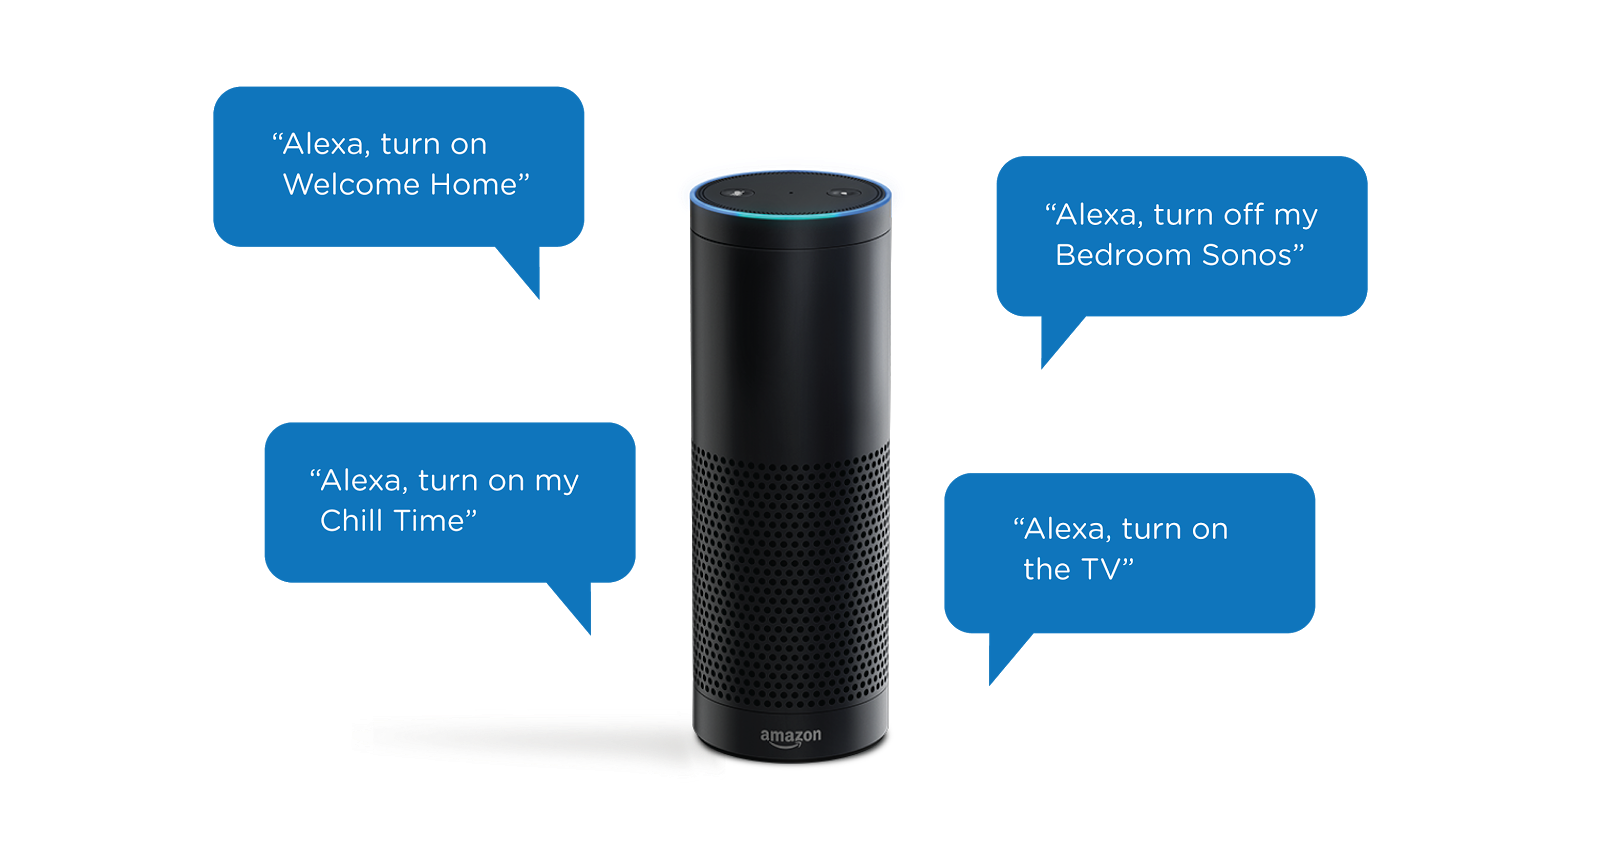 “Alexa, turn on
Welcome Home”
“Alexa, turn off my
Bedroom Sonos”
“Alexa, turn on my
Chill Time”
“Alexa, turn on
the TV”
amazon